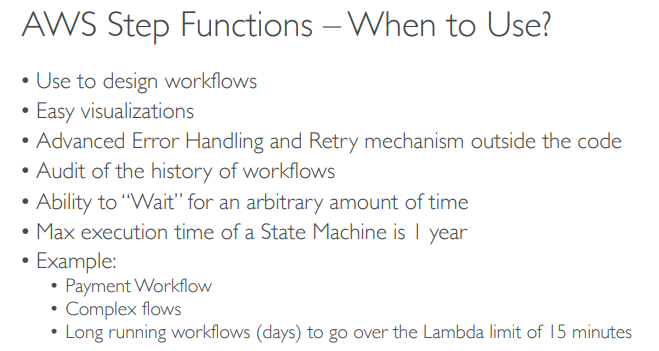 AWS Step Functions – When to Use?
• Use to design workflows
• Easy visualizations
• Advanced Error Handling and Retry mechanism outside the code
• Audit of the history of workflows
• Ability to “Wait” for an arbitrary amount of time
• Max execution time of a State Machine is 1 year
• Example:
• Payment Workflow
• Complex flows
• Long running workflows (days) to go over the Lambda limit of 15 minutes